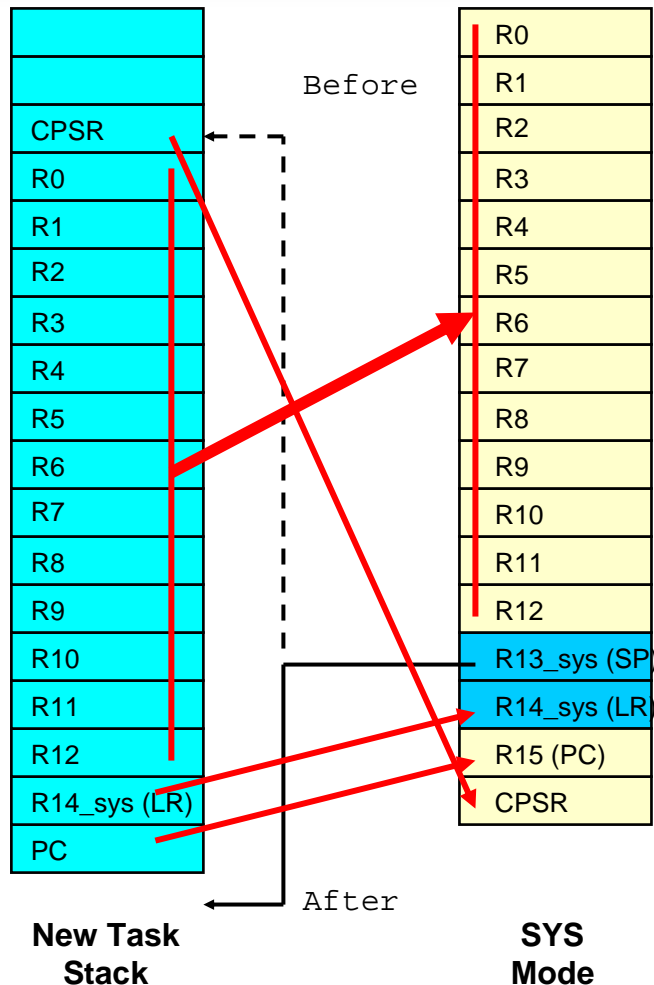 Before
CPSR
R0
R1
R2
R3
R4
R5
R6
R7
R8
R9
R10
R11
R12
R14_sys (LR)
PC
New Task
Stack
R0
R1
R2
R3
R4
R5
R6
R7
R8
R9
R10
R11
R12
R13_sys (SP)
R14_sys (LR)
R15 (PC)
CPSR
After
SYS
Mode